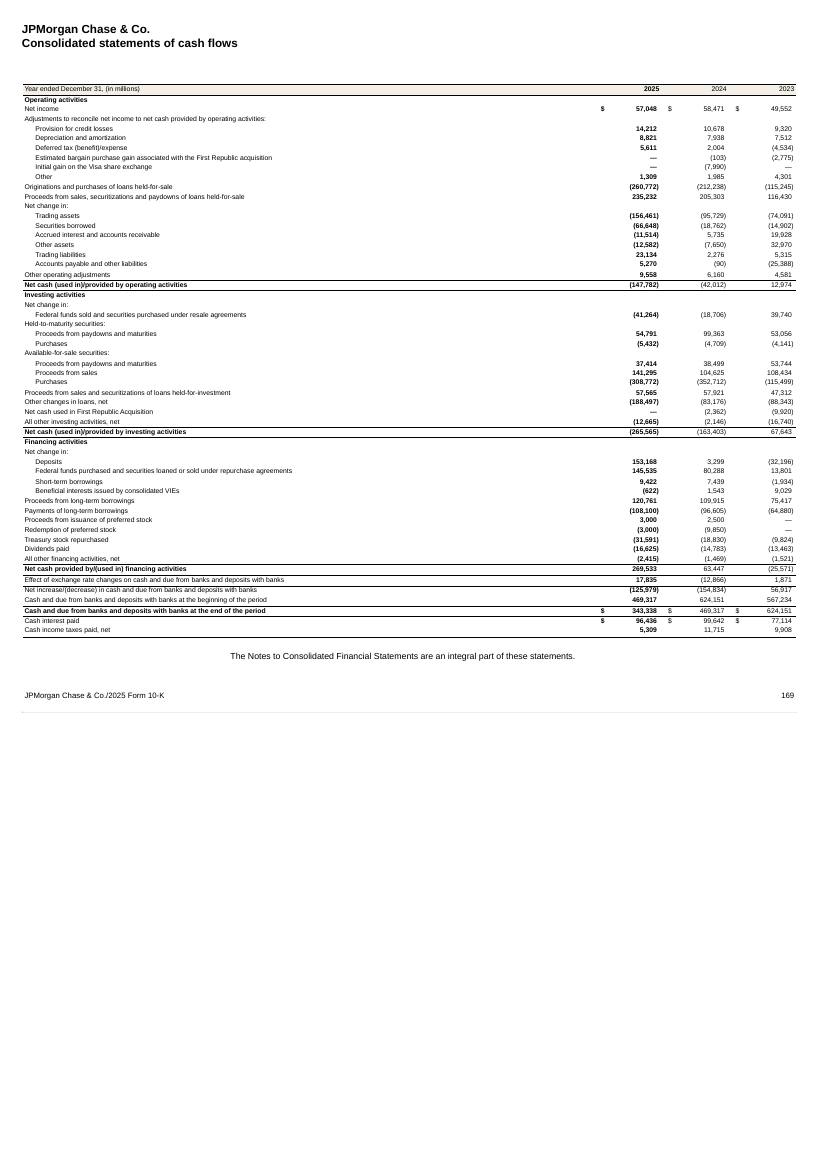 JPMorgan Chase & Co.
Consolidated statements of cash flows
Year ended December 31, (in millions) 2025 2024 2023
Operating activities
Net income $ 57,048 $ 58,471 $ 49,552
Adjustments to reconcile net income to net cash provided by operating activities:
Provision for credit losses 14,212 10,678 9,320
Depreciation and amortization 8,821 7,938 7,512
Deferred tax (benefit)/expense 5,611 2,004 (4,534)
Estimated bargain purchase gain associated with the First Republic acquisition — (103) (2,775)
Initial gain on the Visa share exchange — (7,990) —
Other 1,309 1,985 4,301
Originations and purchases of loans held-for-sale (260,772) (212,238) (115,245)
Proceeds from sales, securitizations and paydowns of loans held-for-sale 235,232 205,303 116,430
Net change in:
Trading assets (156,461) (95,729) (74,091)
Securities borrowed (66,648) (18,762) (14,902)
Accrued interest and accounts receivable (11,514) 5,735 19,928
Other assets (12,582) (7,650) 32,970
Trading liabilities 23,134 2,276 5,315
Accounts payable and other liabilities 5,270 (90) (25,388)
Other operating adjustments 9,558 6,160 4,581
Net cash (used in)/provided by operating activities (147,782) (42,012) 12,974
Investing activities
Net change in:
Federal funds sold and securities purchased under resale agreements (41,264) (18,706) 39,740
Held-to-maturity securities:
Proceeds from paydowns and maturities 54,791 99,363 53,056
Purchases (5,432) (4,709) (4,141)
Available-for-sale securities:
Proceeds from paydowns and maturities 37,414 38,499 53,744
Proceeds from sales 141,295 104,625 108,434
Purchases (308,772) (352,712) (115,499)
Proceeds from sales and securitizations of loans held-for-investment 57,565 57,921 47,312
Other changes in loans, net (188,497) (83,176) (88,343)
Net cash used in First Republic Acquisition — (2,362) (9,920)
All other investing activities, net (12,665) (2,146) (16,740)
Net cash (used in)/provided by investing activities (265,565) (163,403) 67,643
Financing activities
Net change in:
Deposits 153,168 3,299 (32,196)
Federal funds purchased and securities loaned or sold under repurchase agreements 145,535 80,288 13,801
Short-term borrowings 9,422 7,439 (1,934)
Beneficial interests issued by consolidated VIEs (622) 1,543 9,029
Proceeds from long-term borrowings 120,761 109,915 75,417
Payments of long-term borrowings (108,100) (96,605) (64,880)
Proceeds from issuance of preferred stock 3,000 2,500 —
Redemption of preferred stock (3,000) (9,850) —
Treasury stock repurchased (31,591) (18,830) (9,824)
Dividends paid (16,625) (14,783) (13,463)
All other financing activities, net (2,415) (1,469) (1,521)
Net cash provided by/(used in) financing activities 269,533 63,447 (25,571)
Effect of exchange rate changes on cash and due from banks and deposits with banks 17,835 (12,866) 1,871
Net increase/(decrease) in cash and due from banks and deposits with banks (125,979) (154,834) 56,917
Cash and due from banks and deposits with banks at the beginning of the period 469,317 624,151 567,234
Cash and due from banks and deposits with banks at the end of the period $ 343,338 $ 469,317 $ 624,151
Cash interest paid $ 96,436 $ 99,642 $ 77,114
Cash income taxes paid, net 5,309 11,715 9,908
The Notes to Consolidated Financial Statements are an integral part of these statements.
JPMorgan Chase & Co./2025 Form 10-K 169